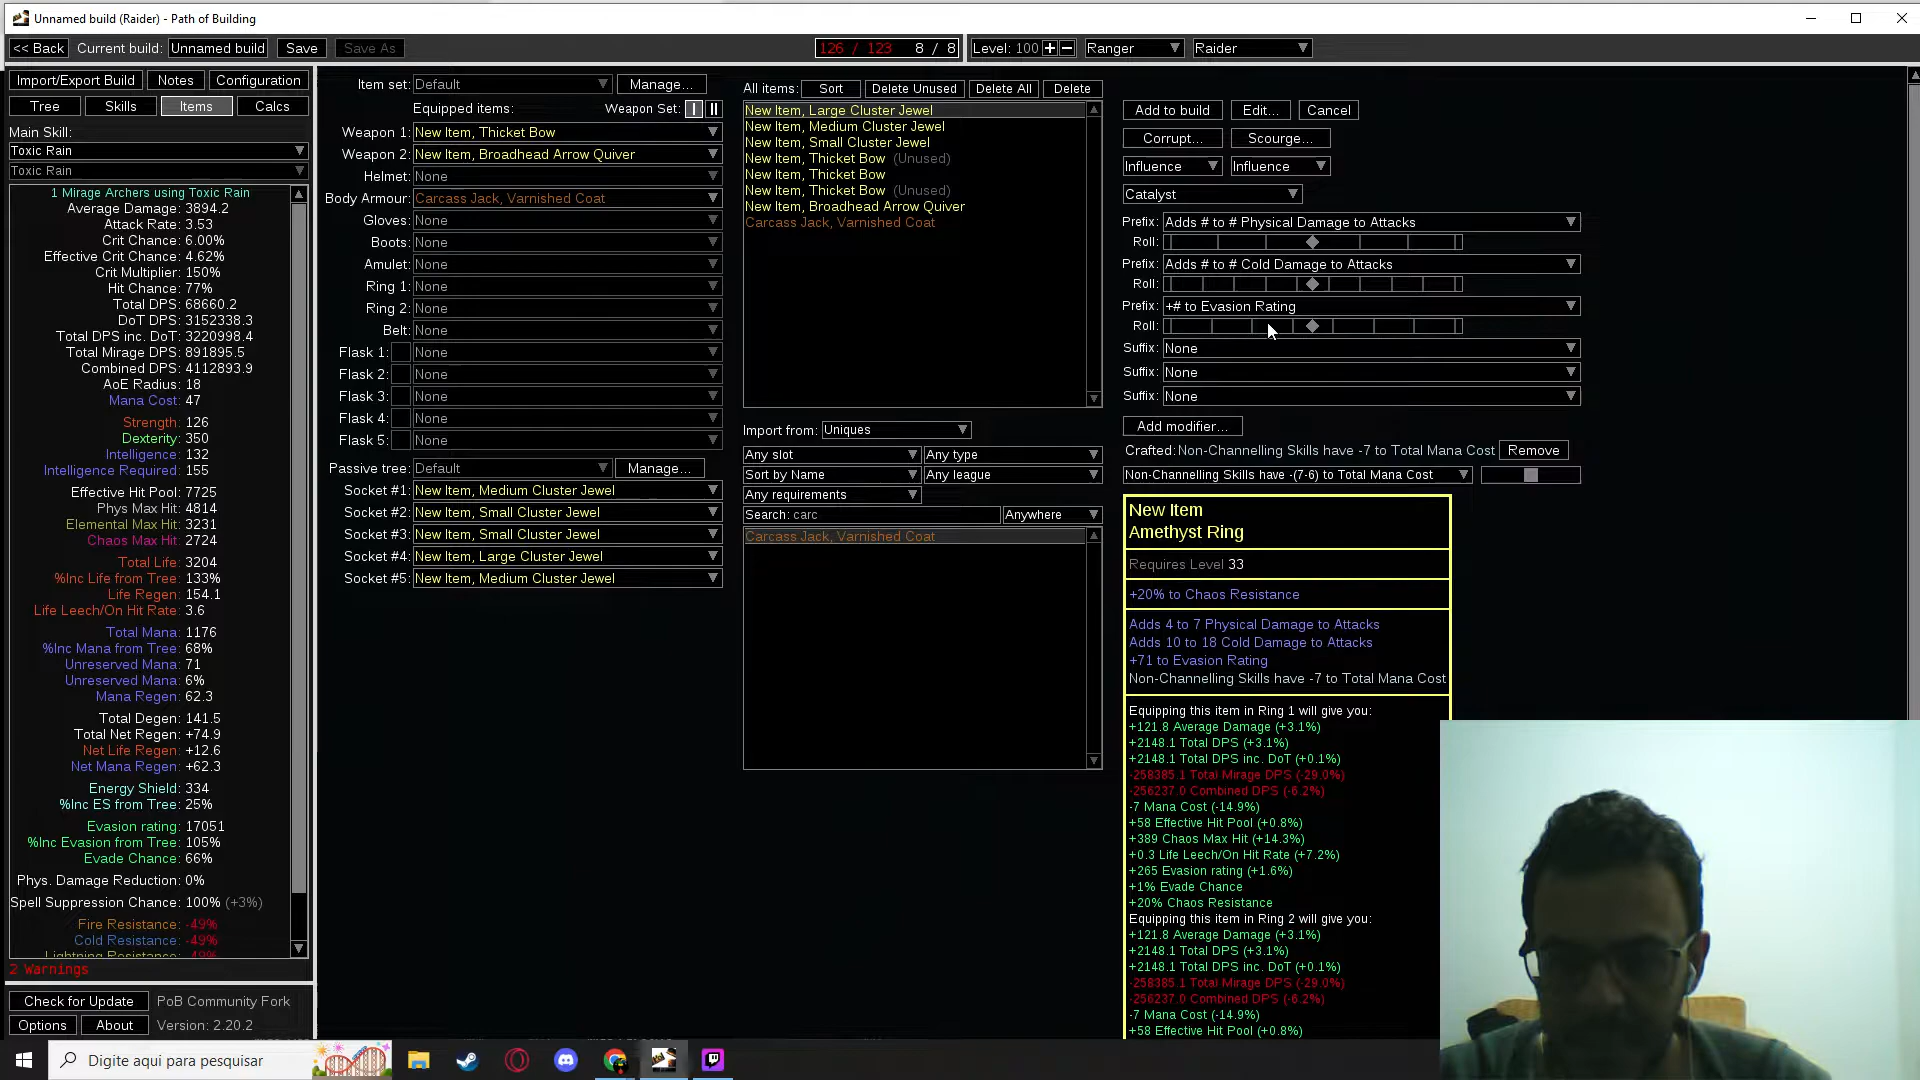 Unnamed build (Raider) - Path of Building
<< Back Current build: Unnamed build Save Save As 126 / 123 8 / 8 Level: 100 Ranger Raider
Import/Export Build Notes Configuration
Tree Skills Items Calcs
Main Skill:
Toxic Rain
Toxic Rain
1 Mirage Archers using Toxic Rain
Average Damage: 3894.2
Attack Rate: 3.53
Crit Chance: 6.00%
Effective Crit Chance: 4.62%
Crit Multiplier: 150%
Hit Chance: 77%
Total DPS: 68660.2
DoT DPS: 3152338.3
Total DPS inc. DoT: 3220998.4
Total Mirage DPS: 891895.5
Combined DPS: 4112893.9
AoE Radius: 18
Mana Cost: 47
Strength: 126
Dexterity: 350
Intelligence: 132
Intelligence Required: 155
Effective Hit Pool: 7725
Phys Max Hit: 4814
Elemental Max Hit: 3231
Chaos Max Hit: 2724
Total Life: 3204
%Inc Life from Tree: 133%
Life Regen: 154.1
Life Leech/On Hit Rate: 3.6
Total Mana: 1176
%Inc Mana from Tree: 68%
Unreserved Mana: 71
Unreserved Mana: 6%
Mana Regen: 62.3
Total Degen: 141.5
Total Net Regen: +74.9
Net Life Regen: +12.6
Net Mana Regen: +62.3
Energy Shield: 334
%Inc ES from Tree: 25%
Evasion rating: 17051
%Inc Evasion from Tree: 105%
Evade Chance: 66%
Phys. Damage Reduction: 0%
Spell Suppression Chance: 100% (+3%)
Fire Resistance: -49%
Cold Resistance: -49%
Lightning Resistance: -49%
2 Warnings
Check for Update PoB Community Fork
Options About Version: 2.20.2
Item set: Default Manage...
Equipped items: Weapon Set: I II
Weapon 1: New Item, Thicket Bow
Weapon 2: New Item, Broadhead Arrow Quiver
Helmet: None
Body Armour: Carcass Jack, Varnished Coat
Gloves: None
Boots: None
Amulet: None
Ring 1: None
Ring 2: None
Belt: None
Flask 1: None
Flask 2: None
Flask 3: None
Flask 4: None
Flask 5: None
Passive tree: Default Manage...
Socket #1: New Item, Medium Cluster Jewel
Socket #2: New Item, Small Cluster Jewel
Socket #3: New Item, Small Cluster Jewel
Socket #4: New Item, Large Cluster Jewel
Socket #5: New Item, Medium Cluster Jewel
All items: Sort Delete Unused Delete All Delete
New Item, Large Cluster Jewel
New Item, Medium Cluster Jewel
New Item, Small Cluster Jewel
New Item, Thicket Bow (Unused)
New Item, Thicket Bow
New Item, Thicket Bow (Unused)
New Item, Broadhead Arrow Quiver
Carcass Jack, Varnished Coat
Import from: Uniques
Any slot Any type
Sort by Name Any league
Any requirements
Search: carc Anywhere
Carcass Jack, Varnished Coat
Add to build Edit... Cancel
Corrupt... Scourge...
Influence Influence
Catalyst
Prefix: Adds # to # Physical Damage to Attacks
Roll:
Prefix: Adds # to # Cold Damage to Attacks
Roll:
Prefix: +# to Evasion Rating
Roll:
Suffix: None
Suffix: None
Suffix: None
Add modifier...
Crafted: Non-Channelling Skills have -7 to Total Mana Cost Remove
Non-Channelling Skills have -(7-6) to Total Mana Cost
New Item
Amethyst Ring
Requires Level 33
+20% to Chaos Resistance
Adds 4 to 7 Physical Damage to Attacks
Adds 10 to 18 Cold Damage to Attacks
+71 to Evasion Rating
Non-Channelling Skills have -7 to Total Mana Cost
Equipping this item in Ring 1 will give you:
+121.8 Average Damage (+3.1%)
+2148.1 Total DPS (+3.1%)
+2148.1 Total DPS inc. DoT (+0.1%)
-258385.1 Total Mirage DPS (-29.0%)
-256237.0 Combined DPS (-6.2%)
-7 Mana Cost (-14.9%)
+58 Effective Hit Pool (+0.8%)
+389 Chaos Max Hit (+14.3%)
+0.3 Life Leech/On Hit Rate (+7.2%)
+265 Evasion rating (+1.6%)
+1% Evade Chance
+20% Chaos Resistance
Equipping this item in Ring 2 will give you:
+121.8 Average Damage (+3.1%)
+2148.1 Total DPS (+3.1%)
+2148.1 Total DPS inc. DoT (+0.1%)
-258385.1 Total Mirage DPS (-29.0%)
-256237.0 Combined DPS (-6.2%)
-7 Mana Cost (-14.9%)
+58 Effective Hit Pool (+0.8%)
Digite aqui para pesquisar